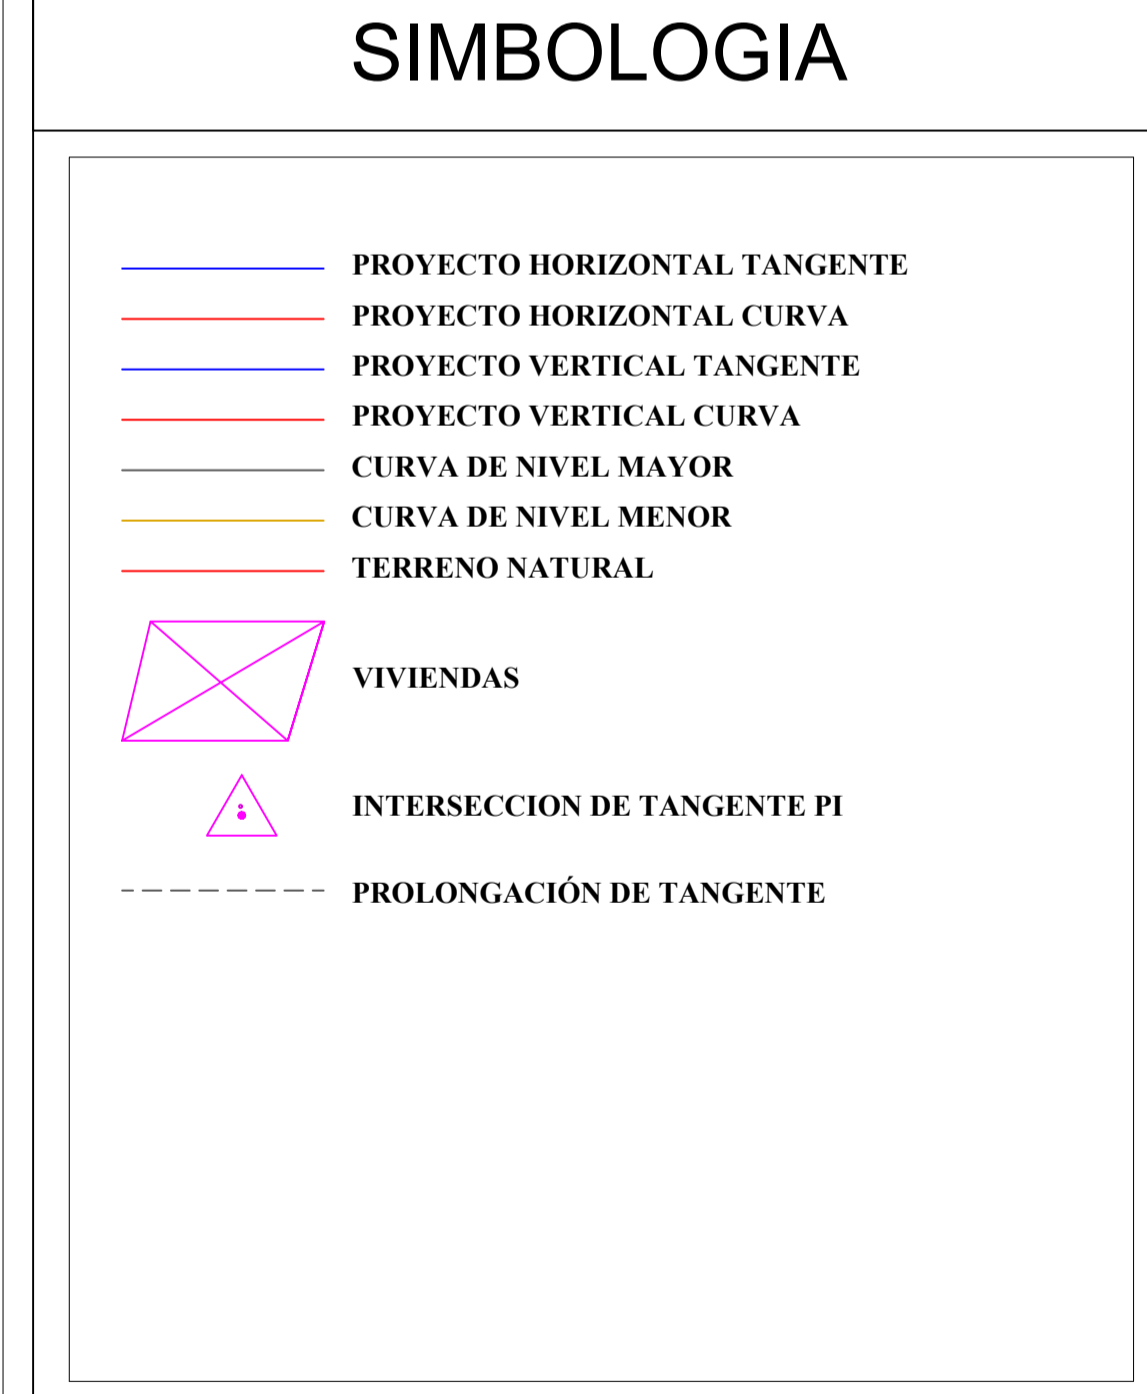 SIMBOLOGIA
PROYECTO HORIZONTAL TANGENTE
PROYECTO HORIZONTAL CURVA
PROYECTO VERTICAL TANGENTE
PROYECTO VERTICAL CURVA
CURVA DE NIVEL MAYOR
CURVA DE NIVEL MENOR
TERRENO NATURAL
VIVIENDAS
INTERSECCION DE TANGENTE PI
PROLONGACIÓN DE TANGENTE